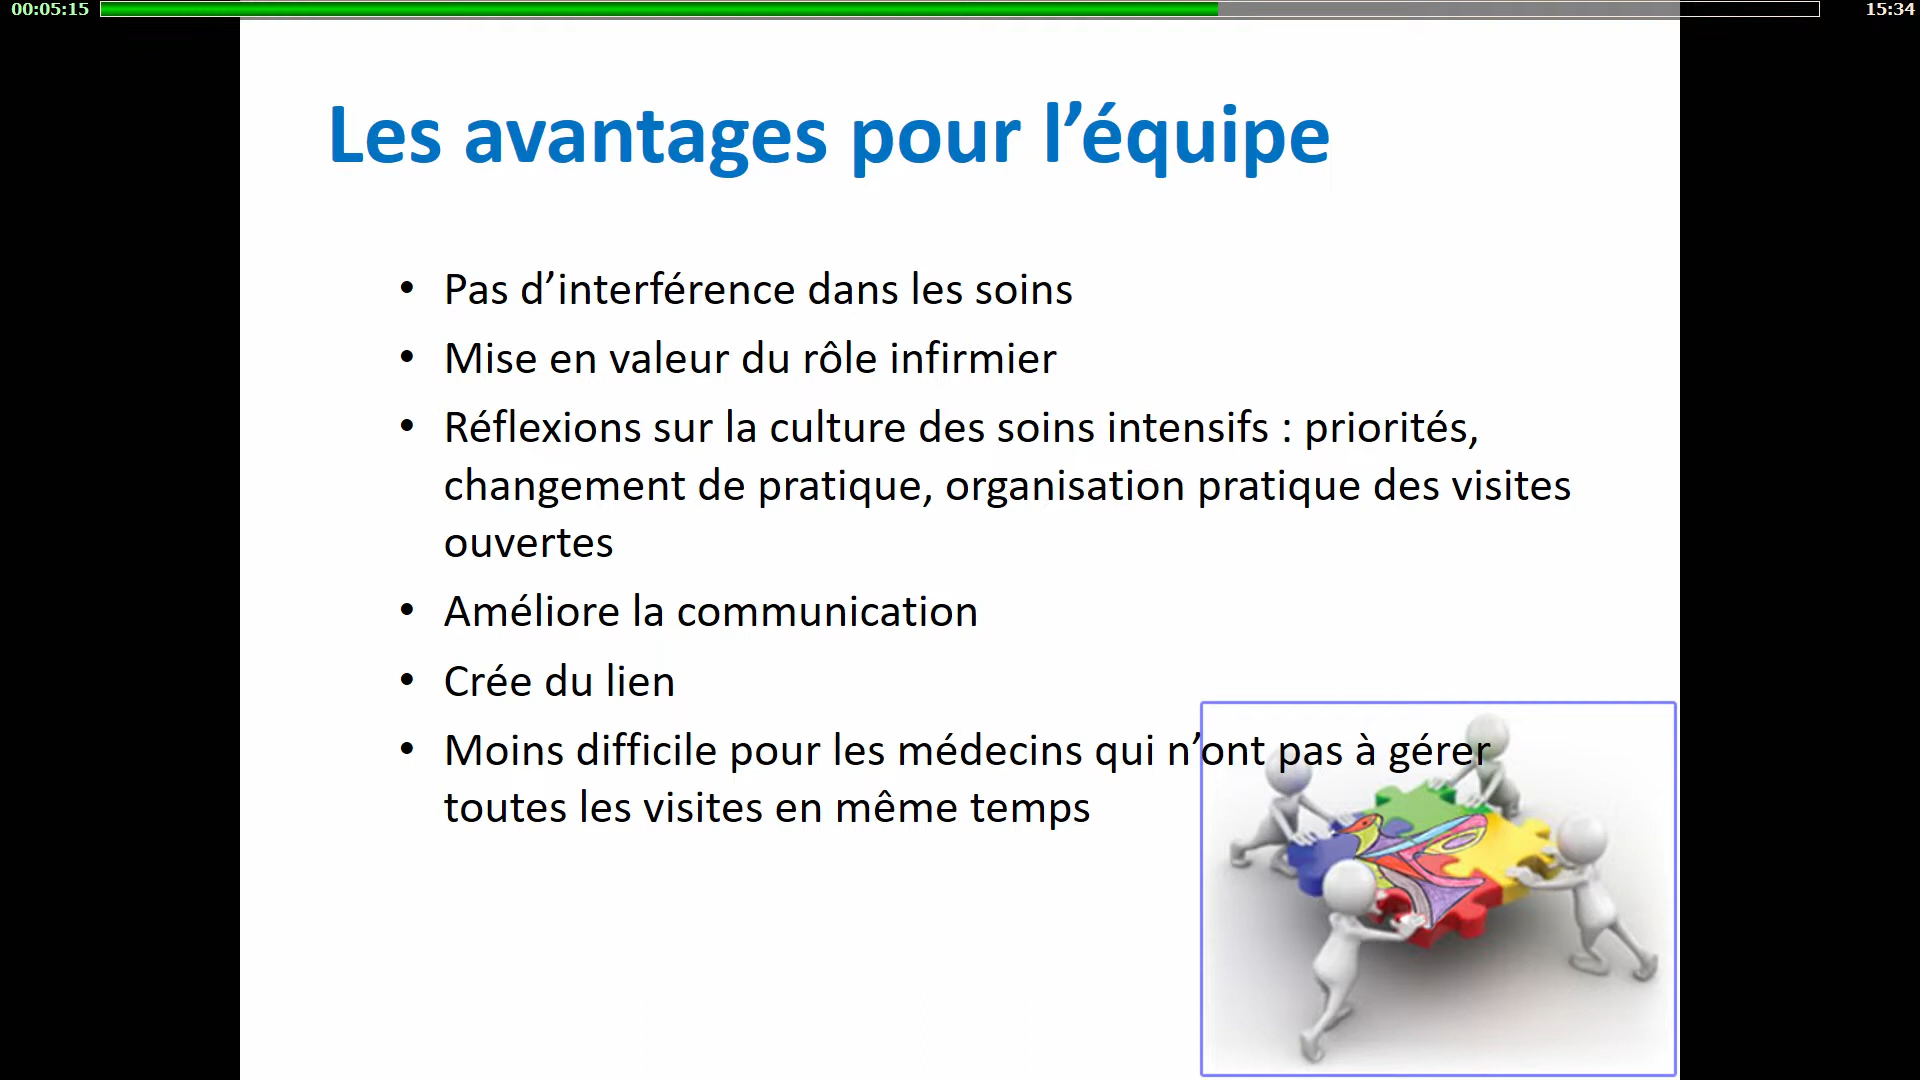 00:05:15
15:34
Les avantages pour l’équipe
• Pas d’interférence dans les soins
• Mise en valeur du rôle infirmier
• Réflexions sur la culture des soins intensifs : priorités,
changement de pratique, organisation pratique des visites
ouvertes
• Améliore la communication
• Crée du lien
• Moins difficile pour les médecins qui n’ont pas à gérer
toutes les visites en même temps